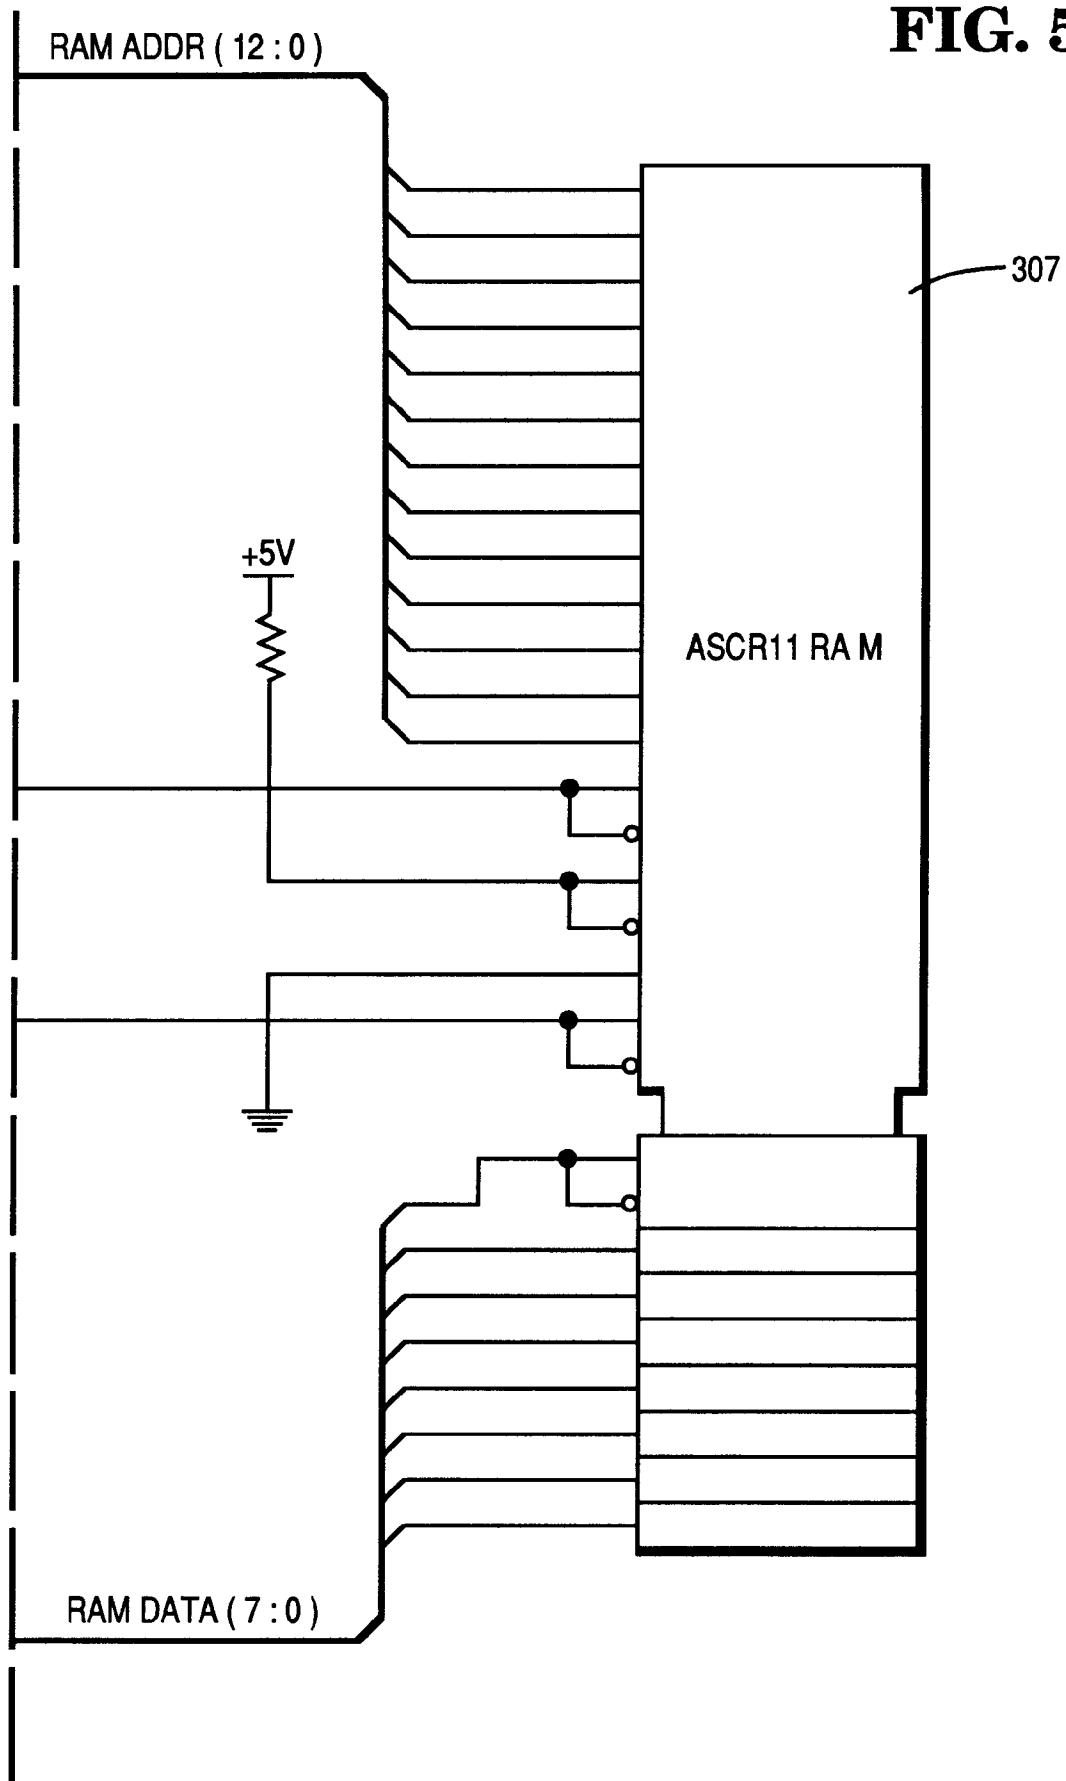 FIG. 5
RAM ADDR ( 12 : 0 )
307
+5V
ASCR11 RA M
RAM DATA ( 7 : 0 )